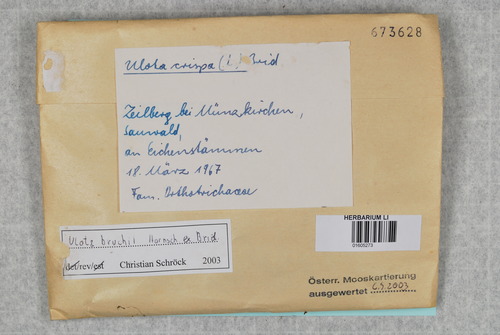 673628
Ulota crispa (L.) Brid.
Zeilberg bei Münzkirchen,
Sauwald,
an Eichenstämmen
18. März 1967
Fam. Orthotrichaceae
Ulota bruchii Hornsch. ex Brid
det/rev/conf Christian Schröck 2003
HERBARIUM LI
01605273
Österr. Mooskartierung
ausgewertet C.S. 2003